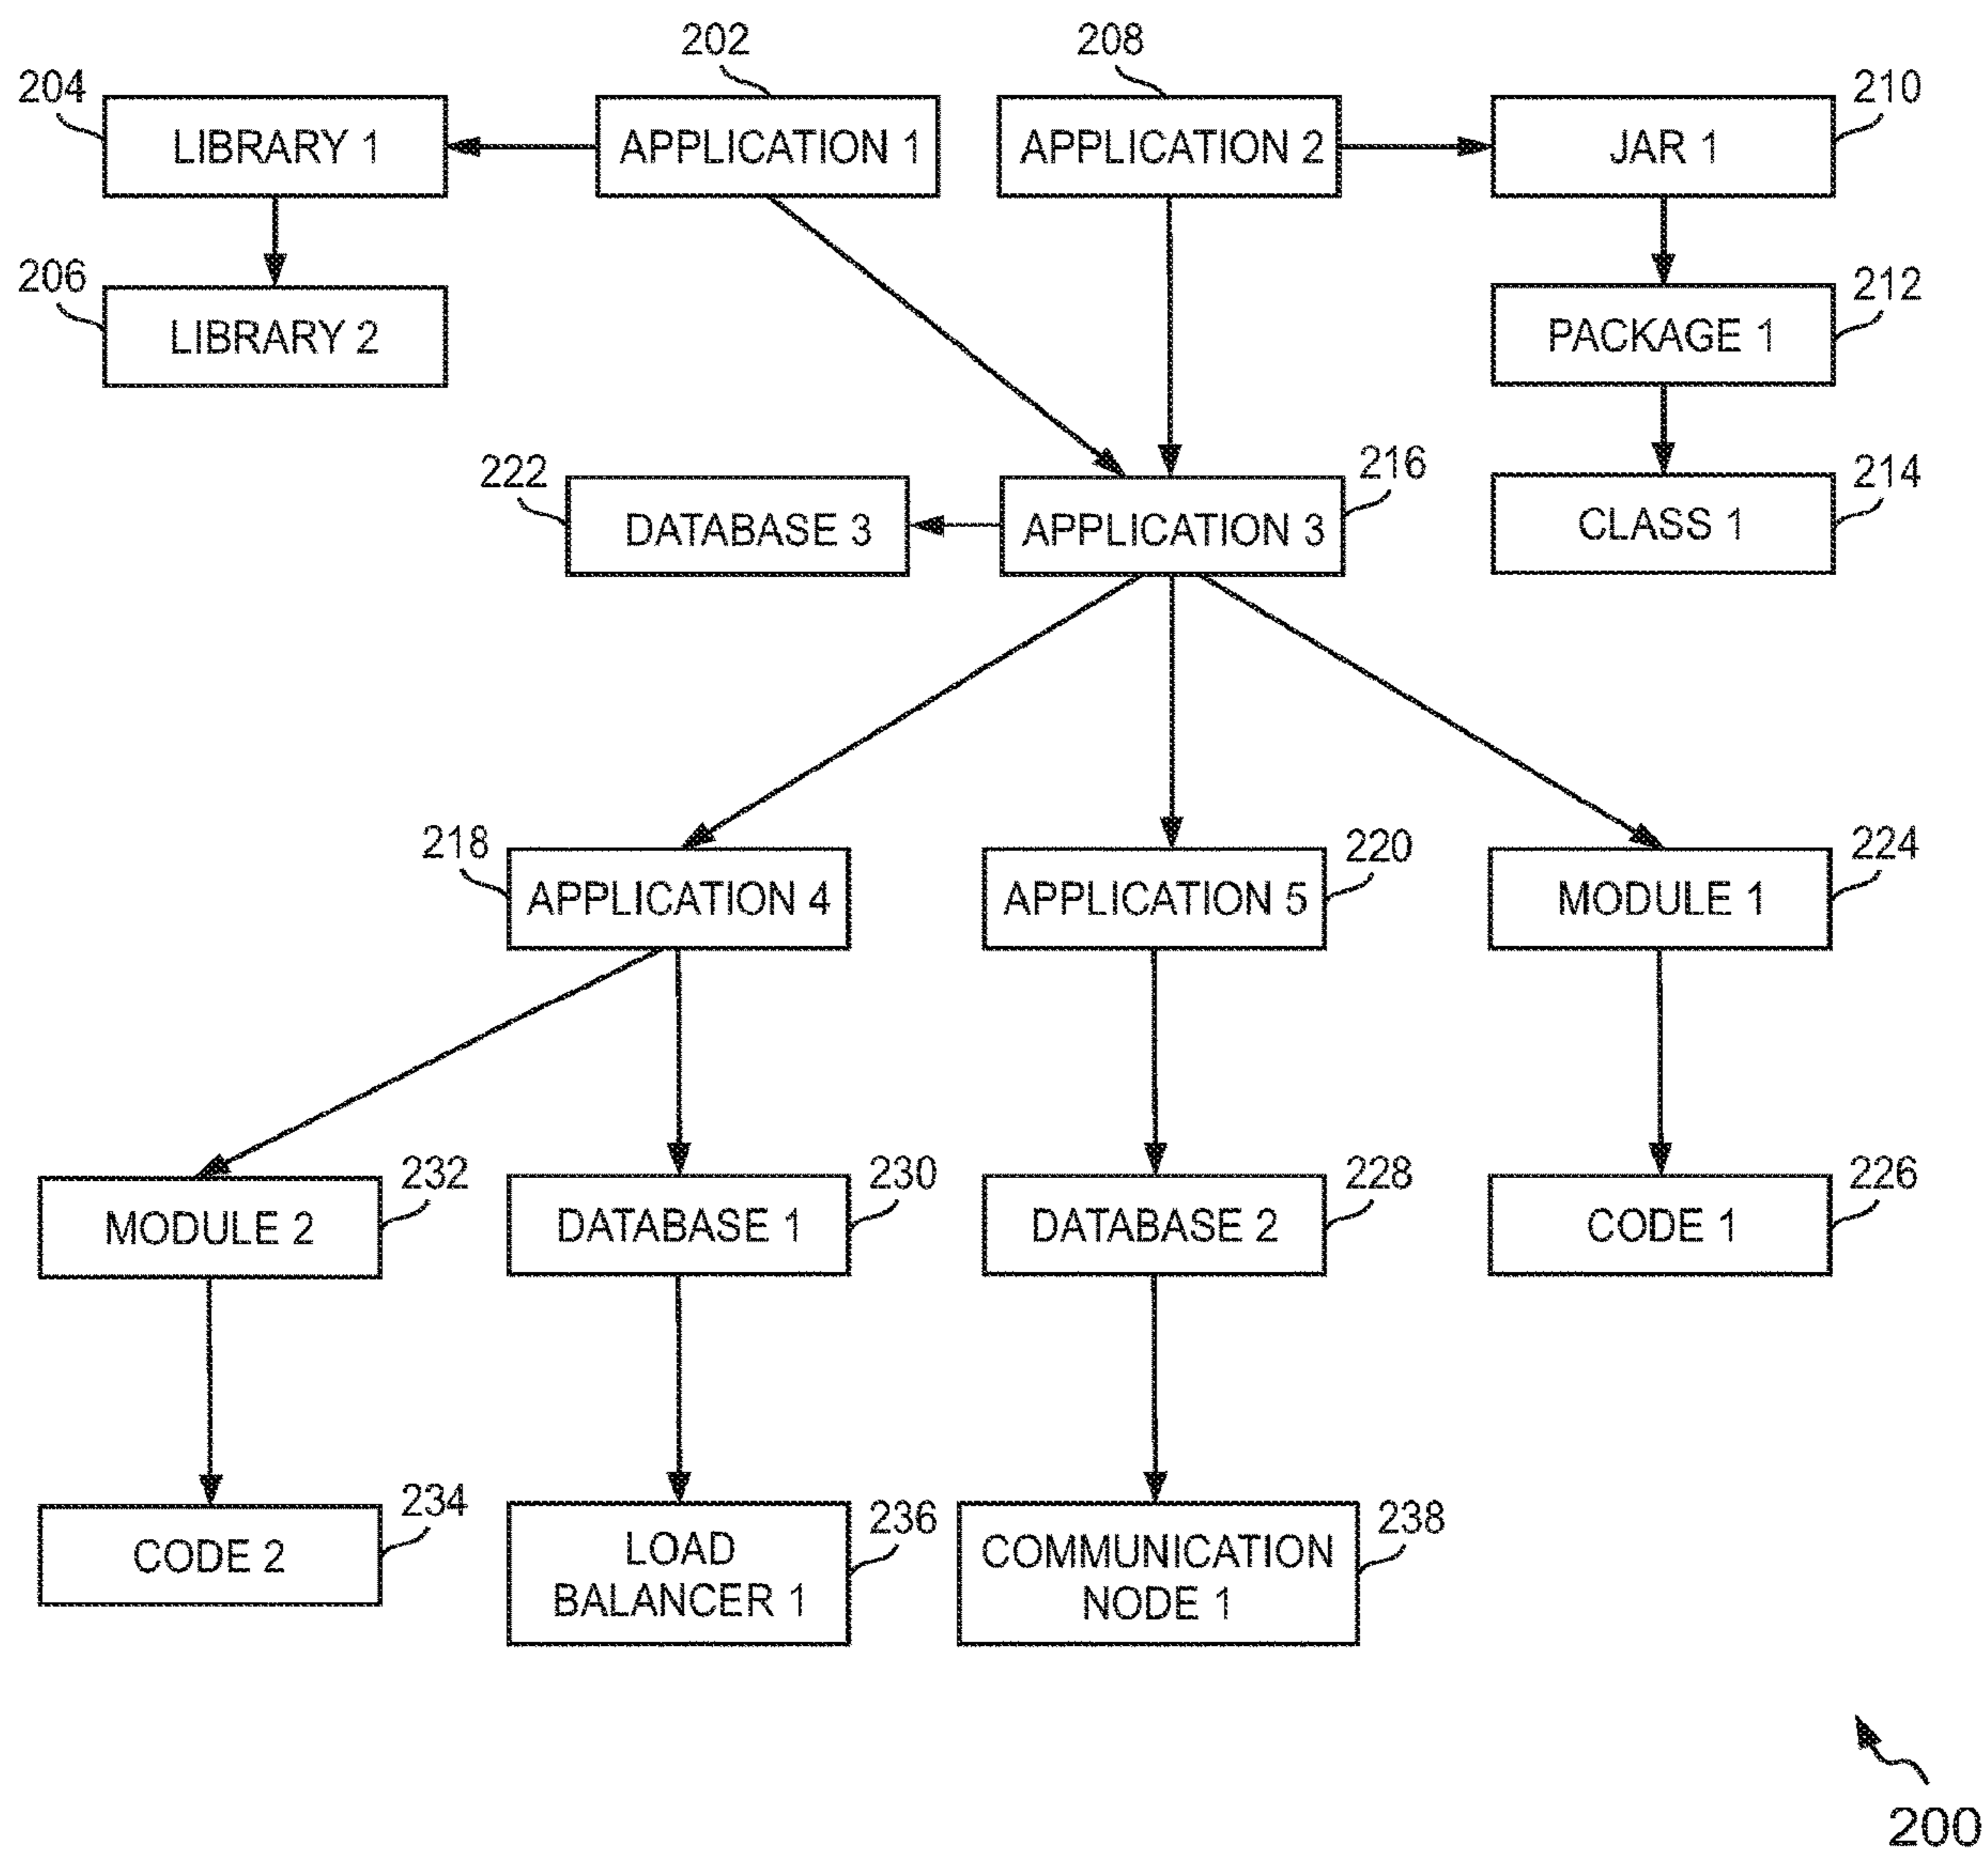 202
208
204
210
LIBRARY 1
APPLICATION 1
APPLICATION 2
JAR 1
206
212
LIBRARY 2
PACKAGE 1
222
216
214
DATABASE 3
APPLICATION 3
CLASS 1
218
220
224
APPLICATION 4
APPLICATION 5
MODULE 1
232
230
228
226
MODULE 2
DATABASE 1
DATABASE 2
CODE 1
234
236
238
CODE 2
LOAD
BALANCER 1
COMMUNICATION
NODE 1
200